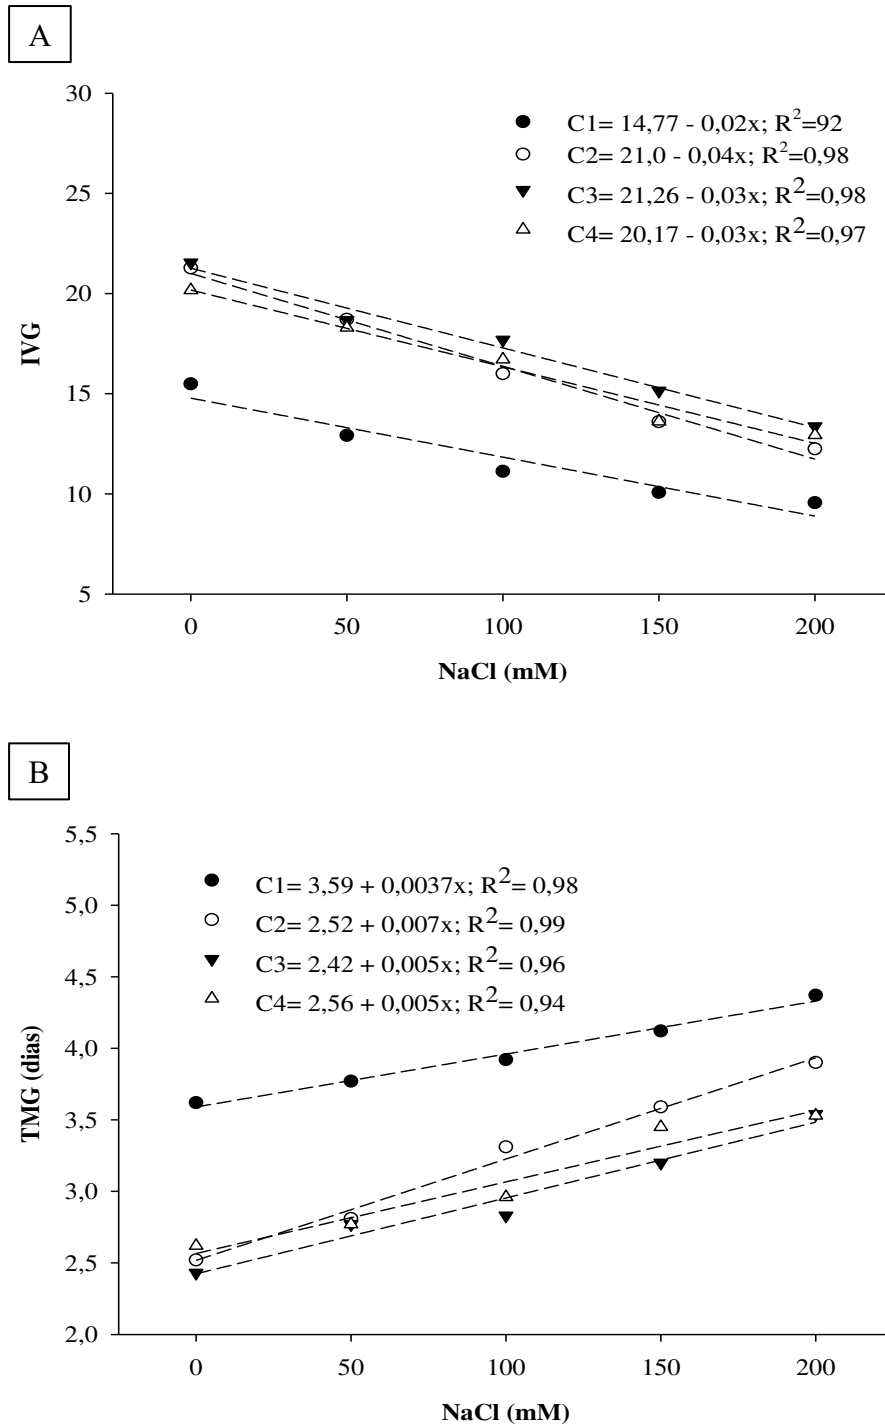 A
30
25
20
15
10
5
IVG
C1= 14,77 - 0,02x; R²=92
C2= 21,0 - 0,04x; R²=0,98
C3= 21,26 - 0,03x; R²=0,98
C4= 20,17 - 0,03x; R²=0,97
0 50 100 150 200
NaCl (mM)
B
5,5
5,0
4,5
4,0
3,5
3,0
2,5
2,0
TMG (dias)
C1= 3,59 + 0,0037x; R²= 0,98
C2= 2,52 + 0,007x; R²= 0,99
C3= 2,42 + 0,005x; R²= 0,96
C4= 2,56 + 0,005x; R²= 0,94
0 50 100 150 200
NaCl (mM)